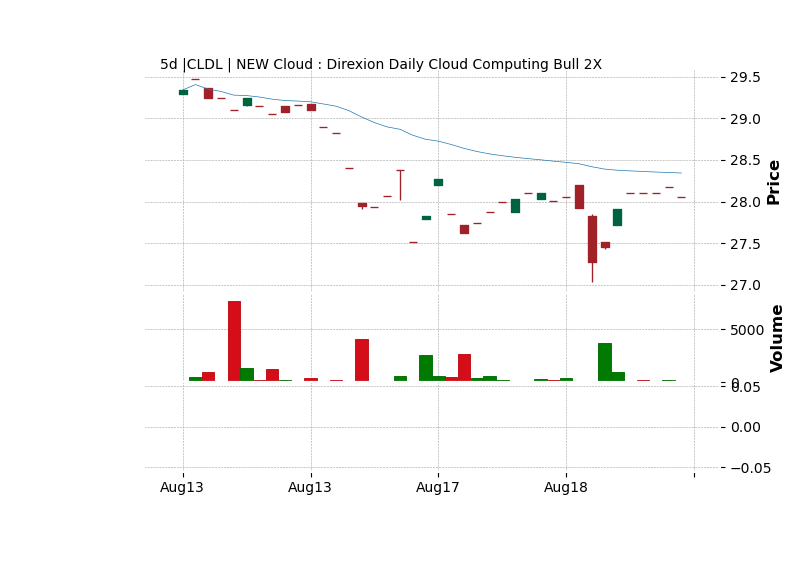 5d |CLDL | NEW Cloud : Direxion Daily Cloud Computing Bull 2X
29.5
29.0
28.5
28.0
27.5
27.0
Price
5000
0
Volume
0.05
0.00
−0.05
Aug13 Aug13 Aug17 Aug18